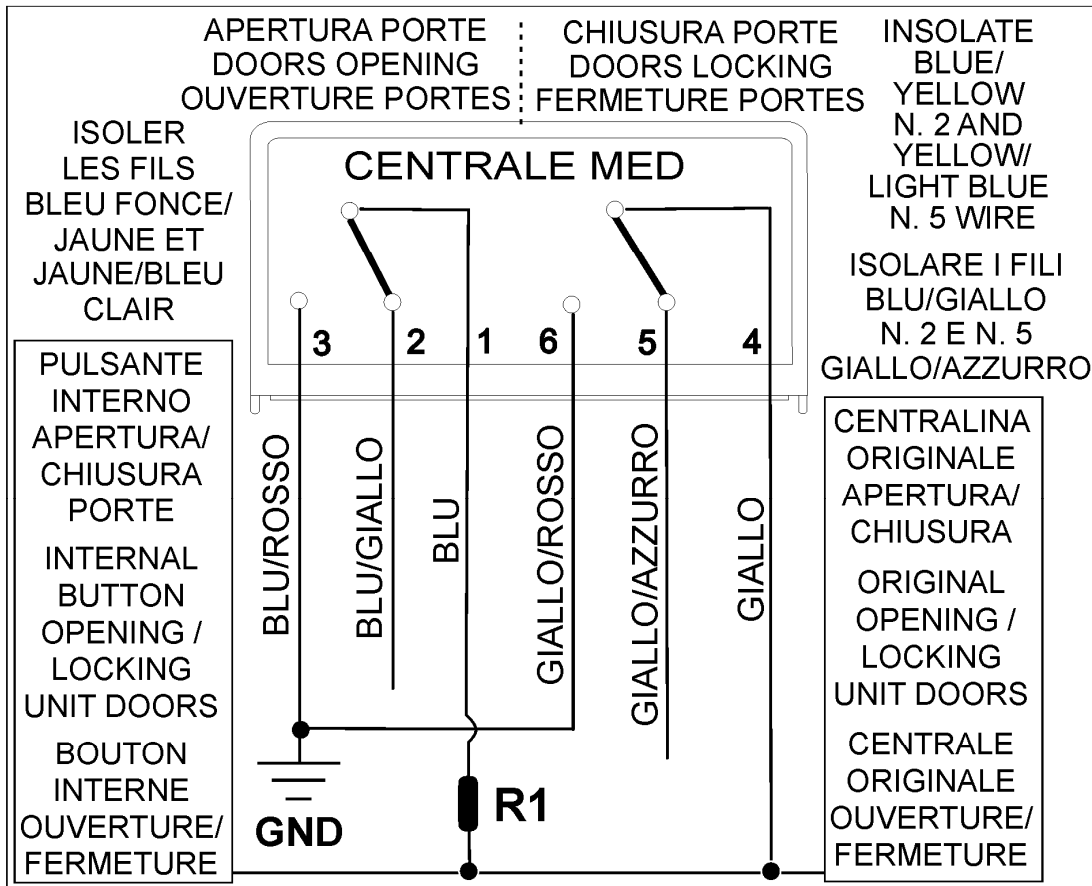 APERTURA PORTE
DOORS OPENING
OUVERTURE PORTES
CHIUSURA PORTE
DOORS LOCKING
FERMETURE PORTES
INSOLATE
BLUE/
YELLOW
N. 2 AND
YELLOW/
LIGHT BLUE
N. 5 WIRE
ISOLARE I FILI
BLU/GIALLO
N. 2 E N. 5
GIALLO/AZZURRO
ISOLER
LES FILS
BLEU FONCE/
JAUNE ET
JAUNE/BLEU
CLAIR
CENTRALE MED
3 2 1 6 5 4
BLU/ROSSO
BLU/GIALLO
BLU
GIALLO/ROSSO
GIALLO/AZZURRO
GIALLO
PULSANTE
INTERNO
APERTURA/
CHIUSURA
PORTE
INTERNAL
BUTTON
OPENING /
LOCKING
UNIT DOORS
BOUTON
INTERNE
OUVERTURE/
FERMETURE
GND
R1
CENTRALINA
ORIGINALE
APERTURA/
CHIUSURA
ORIGINAL
OPENING /
LOCKING
UNIT DOORS
CENTRALE
ORIGINALE
OUVERTURE/
FERMETURE